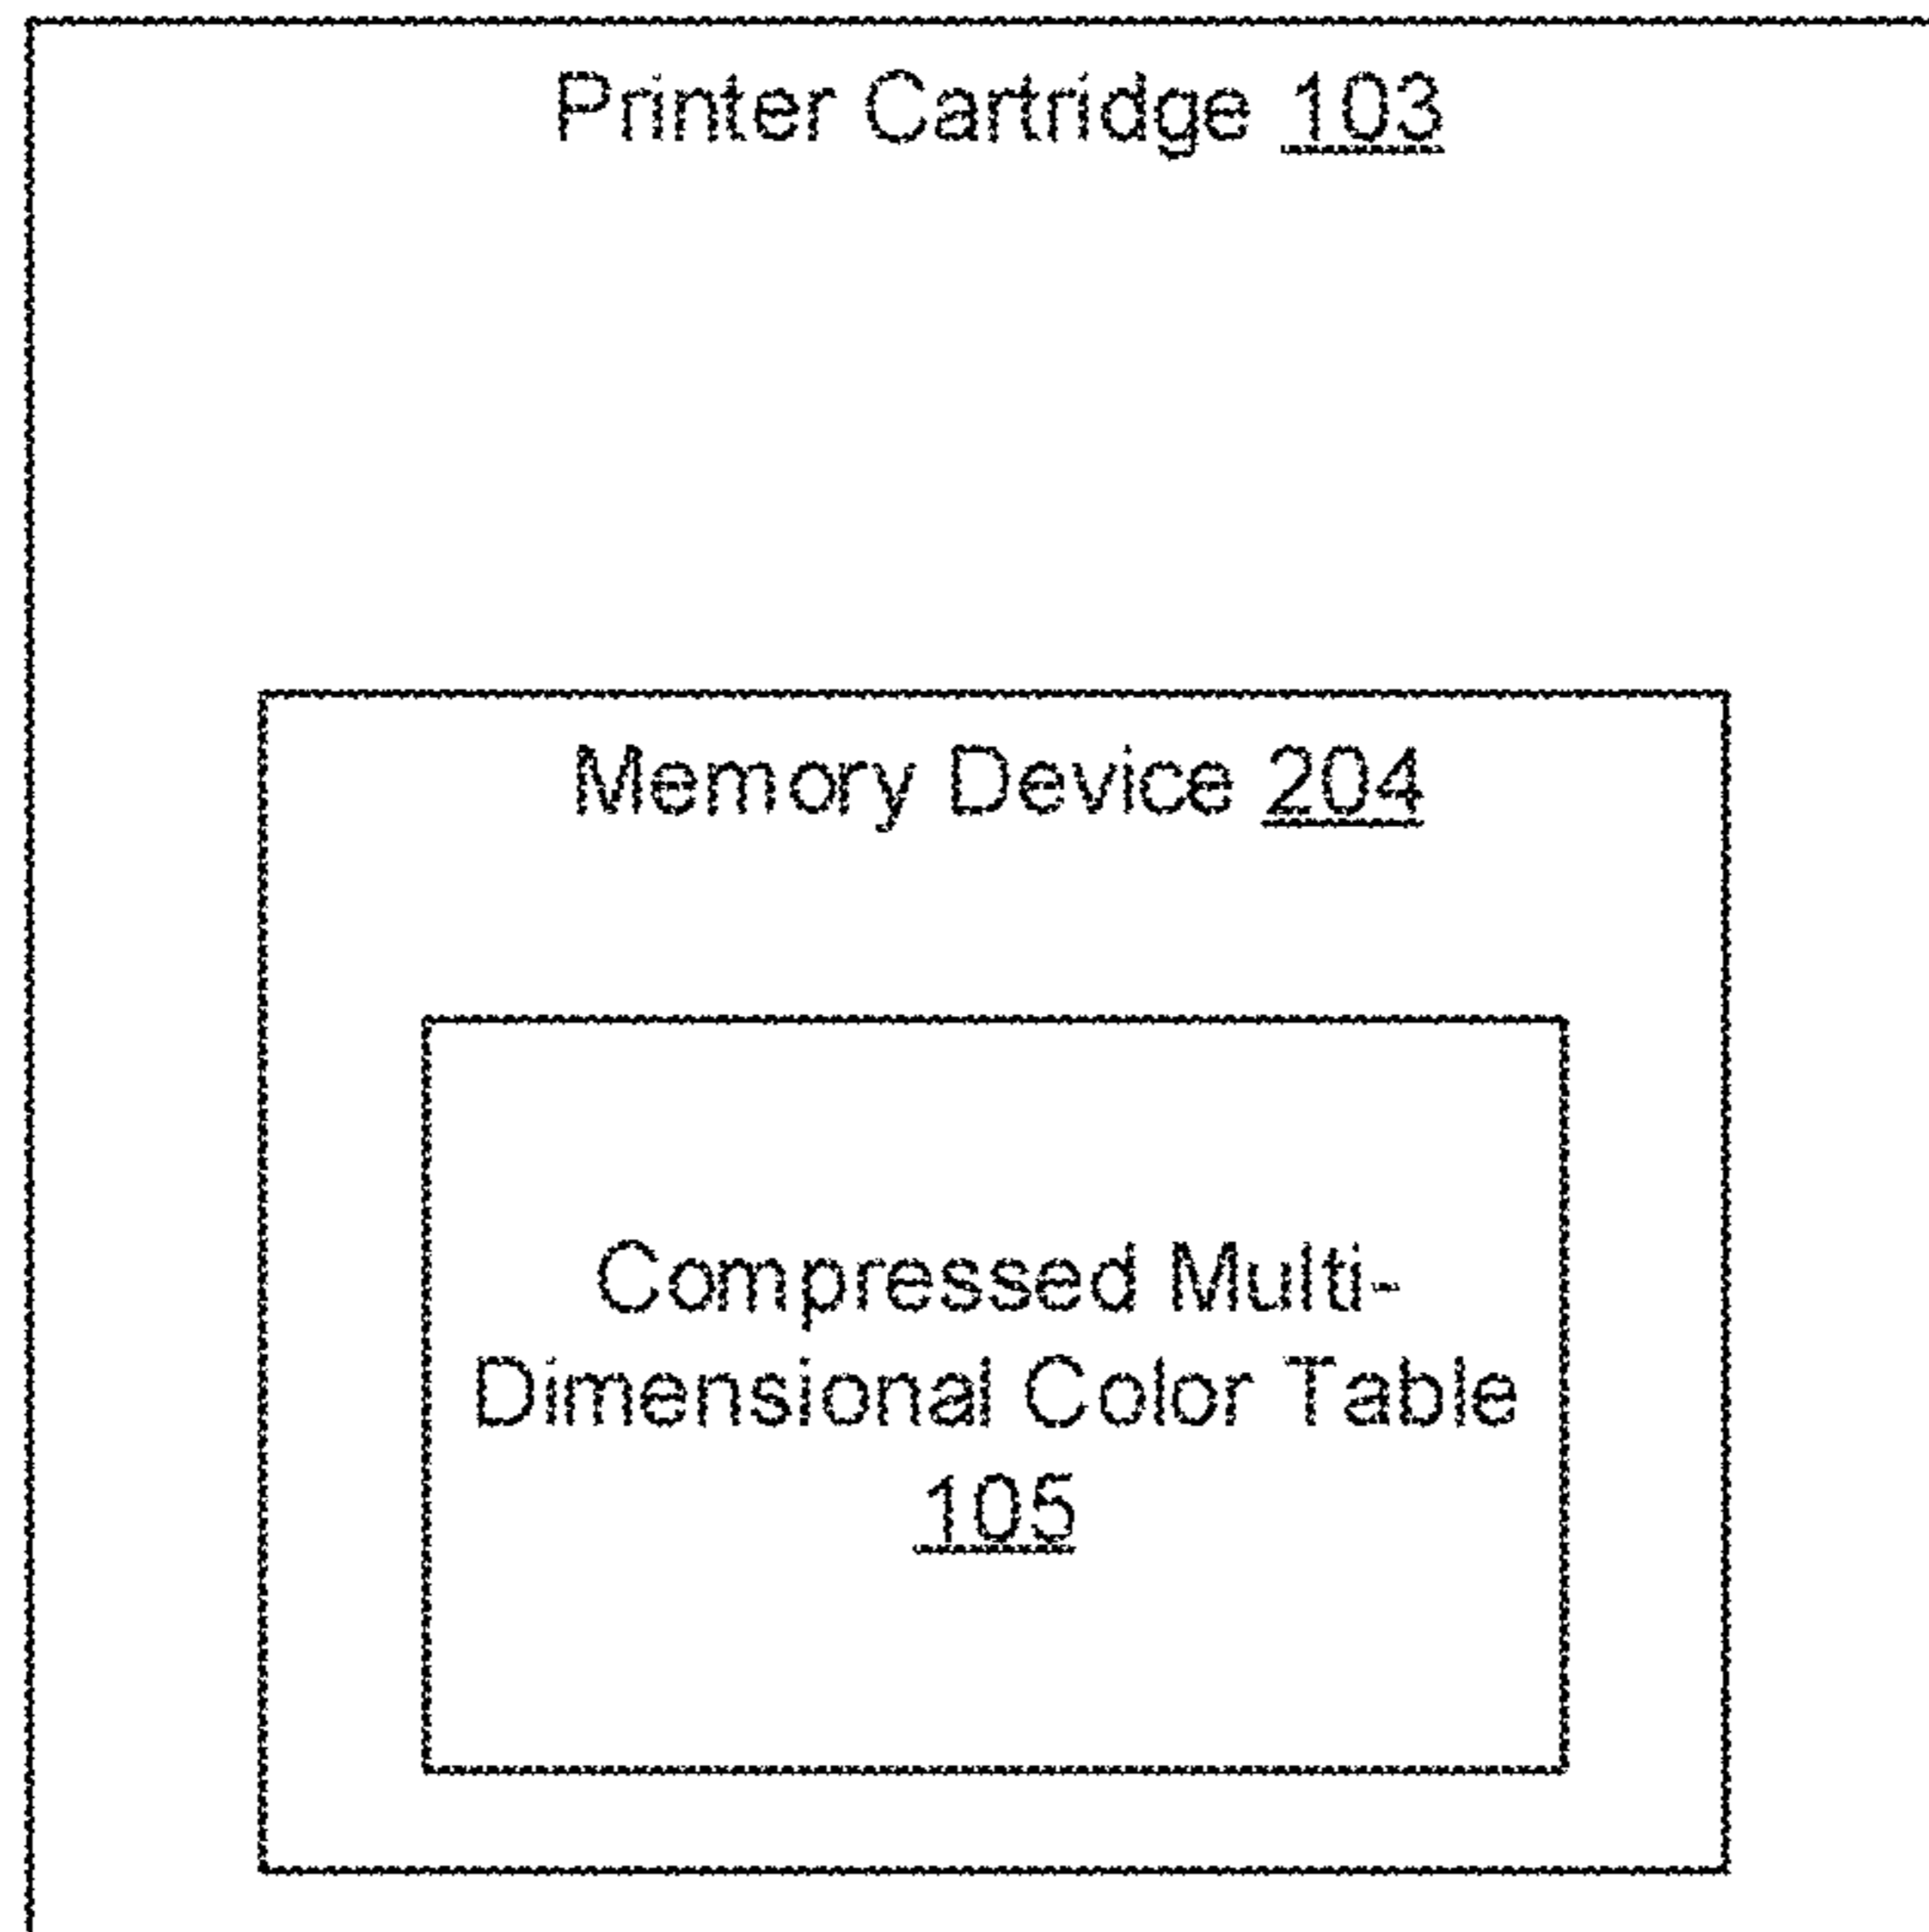 Printer Cartridge 103
Memory Device 204
Compressed Multi-
Dimensional Color Table
105